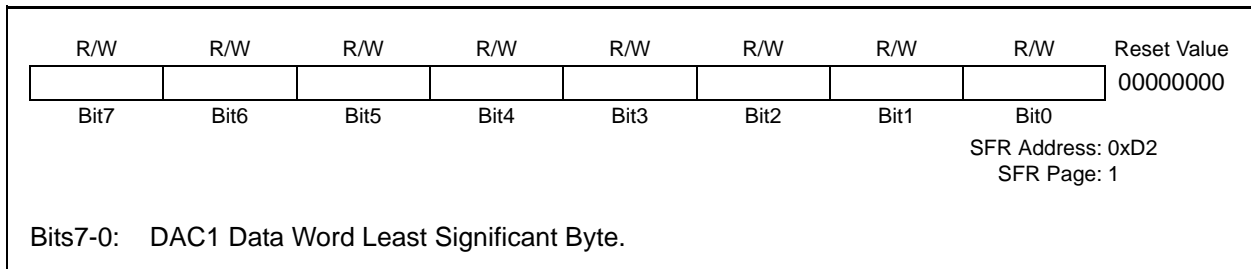 R/W R/W R/W R/W R/W R/W R/W R/W Reset Value
00000000
Bit7 Bit6 Bit5 Bit4 Bit3 Bit2 Bit1 Bit0
SFR Address: 0xD2
SFR Page: 1
Bits7-0: DAC1 Data Word Least Significant Byte.